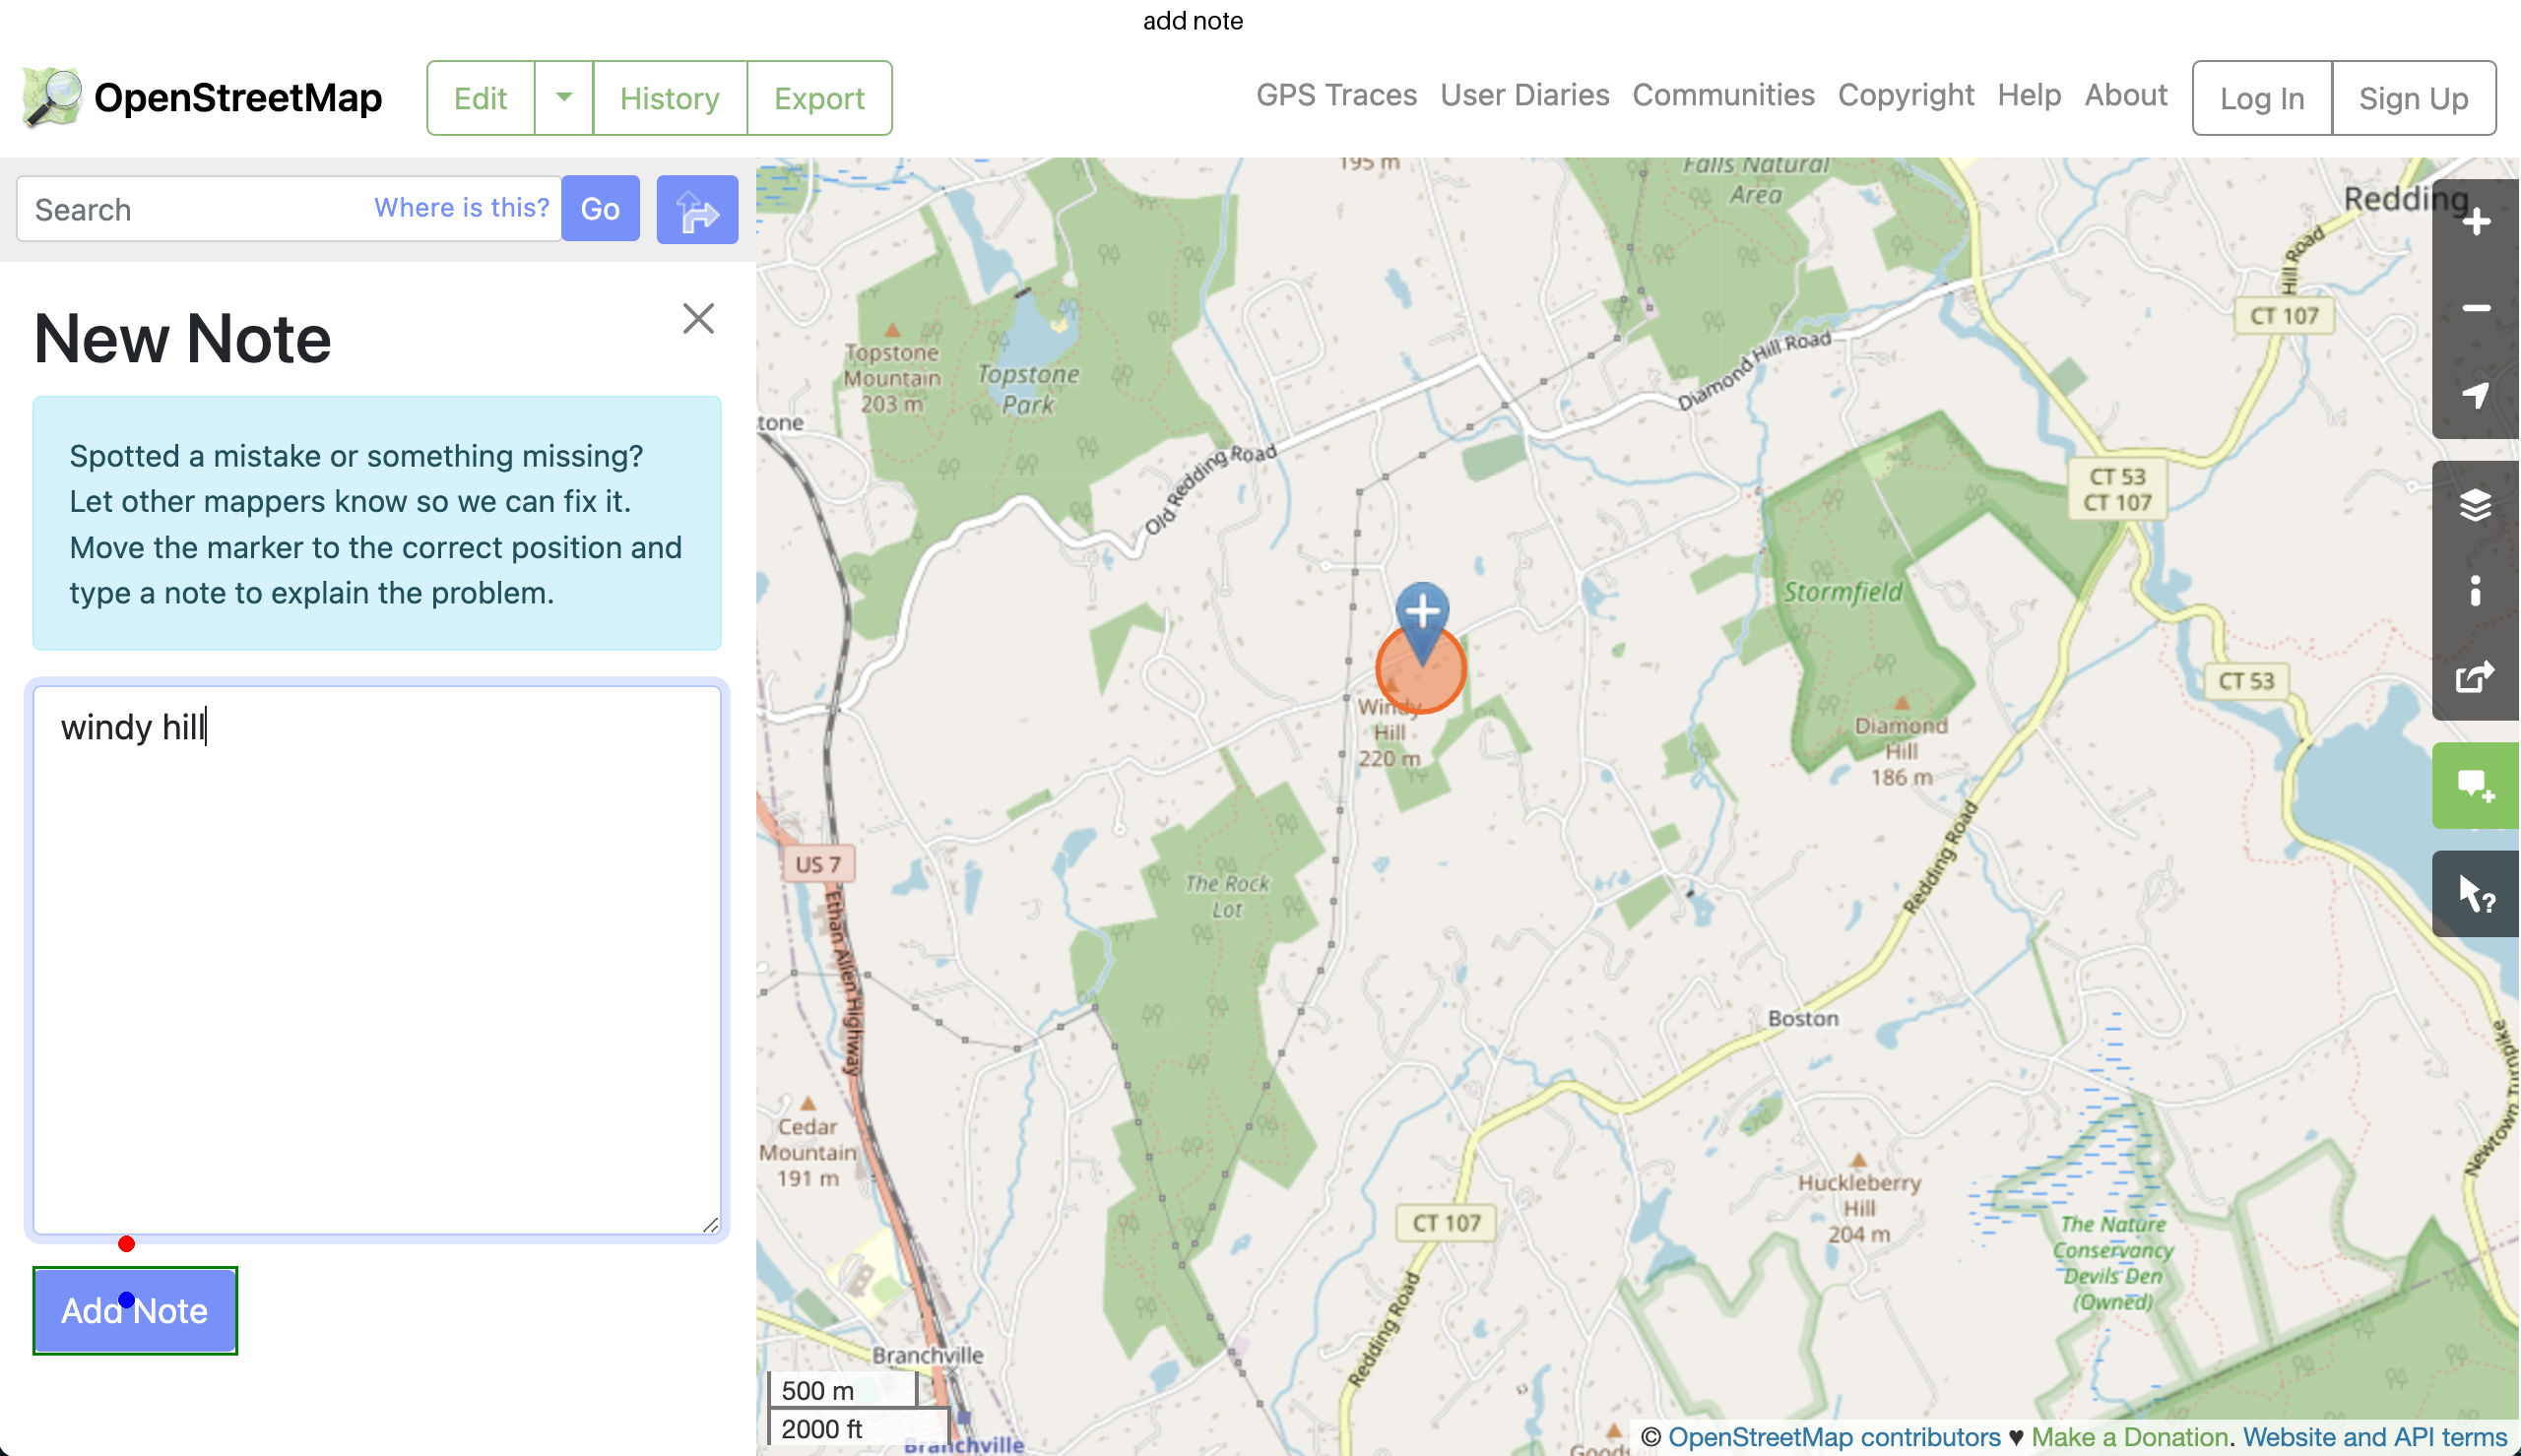 add note
OpenStreetMap
Edit
History
Export
GPS Traces
User Diaries
Communities
Copyright
Help
About
Log In
Sign Up
Search
Where is this?
Go
New Note
Spotted a mistake or something missing?
Let other mappers know so we can fix it.
Move the marker to the correct position and
type a note to explain the problem.
windy hill
Add Note
195 m
Falls Natural
Area
Redding
Hill Road
CT 107
Topstone
Mountain
203 m
Topstone
Park
Diamond Hill Road
tone
Old Redding Road
CT 53
CT 107
Stormfield
CT 53
Windy
Hill
220 m
Diamond
Hill
186 m
US 7
Ethan Allen Highway
The Rock
Lot
Redding Road
Boston
Newtown Turnpike
Cedar
Mountain
191 m
Huckleberry
Hill
204 m
CT 107
The Nature
Conservancy
Devils Den
(Owned)
Redding Road
Branchville
Branchville
500 m
2000 ft
© OpenStreetMap contributors ♥ Make a Donation. Website and API terms